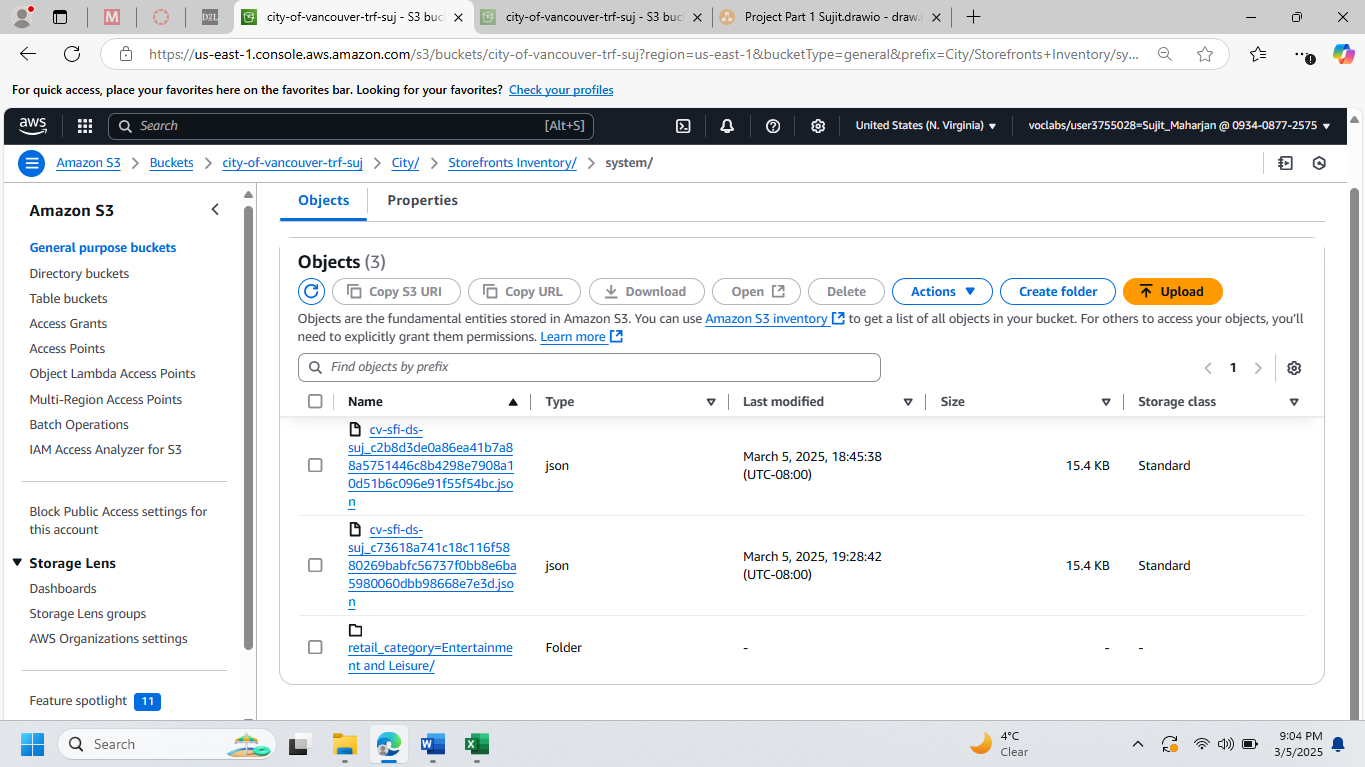 city-of-vancouver-trf-suj - S3 buc
city-of-vancouver-trf-suj - S3 buc
Project Part 1 Sujit.drawio - draw.i
https://us-east-1.console.aws.amazon.com/s3/buckets/city-of-vancouver-trf-suj?region=us-east-1&bucketType=general&prefix=City/Storefronts+Inventory/sy...
For quick access, place your favorites here on the favorites bar. Looking for your favorites? Check your profiles
aws
Search [Alt+S]
United States (N. Virginia)
voclabs/user3755028=Sujit_Maharjan @ 0934-0877-2575
Amazon S3 > Buckets > city-of-vancouver-trf-suj > City/ > Storefronts Inventory/ > system/
Amazon S3
General purpose buckets
Directory buckets
Table buckets
Access Grants
Access Points
Object Lambda Access Points
Multi-Region Access Points
Batch Operations
IAM Access Analyzer for S3
Block Public Access settings for
this account
Storage Lens
Dashboards
Storage Lens groups
AWS Organizations settings
Feature spotlight 11
Objects Properties
Objects (3)
Copy S3 URI Copy URL Download Open Delete Actions Create folder Upload
Objects are the fundamental entities stored in Amazon S3. You can use Amazon S3 inventory to get a list of all objects in your bucket. For others to access your objects, you'll
need to explicitly grant them permissions. Learn more
Find objects by prefix
1
Name Type Last modified Size Storage class
cv-sfi-ds-
suj_c2b8d3de0a86ea41b7a8
8a5751446c8b4298e7908a1
0d51b6c096e91f55f54bc.jso
n
json
March 5, 2025, 18:45:38
(UTC-08:00)
15.4 KB
Standard
cv-sfi-ds-
suj_c73618a741c18c116f58
80269babfc56737f0bb8e6ba
5980060dbb98668e7e3d.jso
n
json
March 5, 2025, 19:28:42
(UTC-08:00)
15.4 KB
Standard
retail_category=Entertainme
nt and Leisure/
Folder
-
-
-
Search
4°C
Clear
9:04 PM
3/5/2025